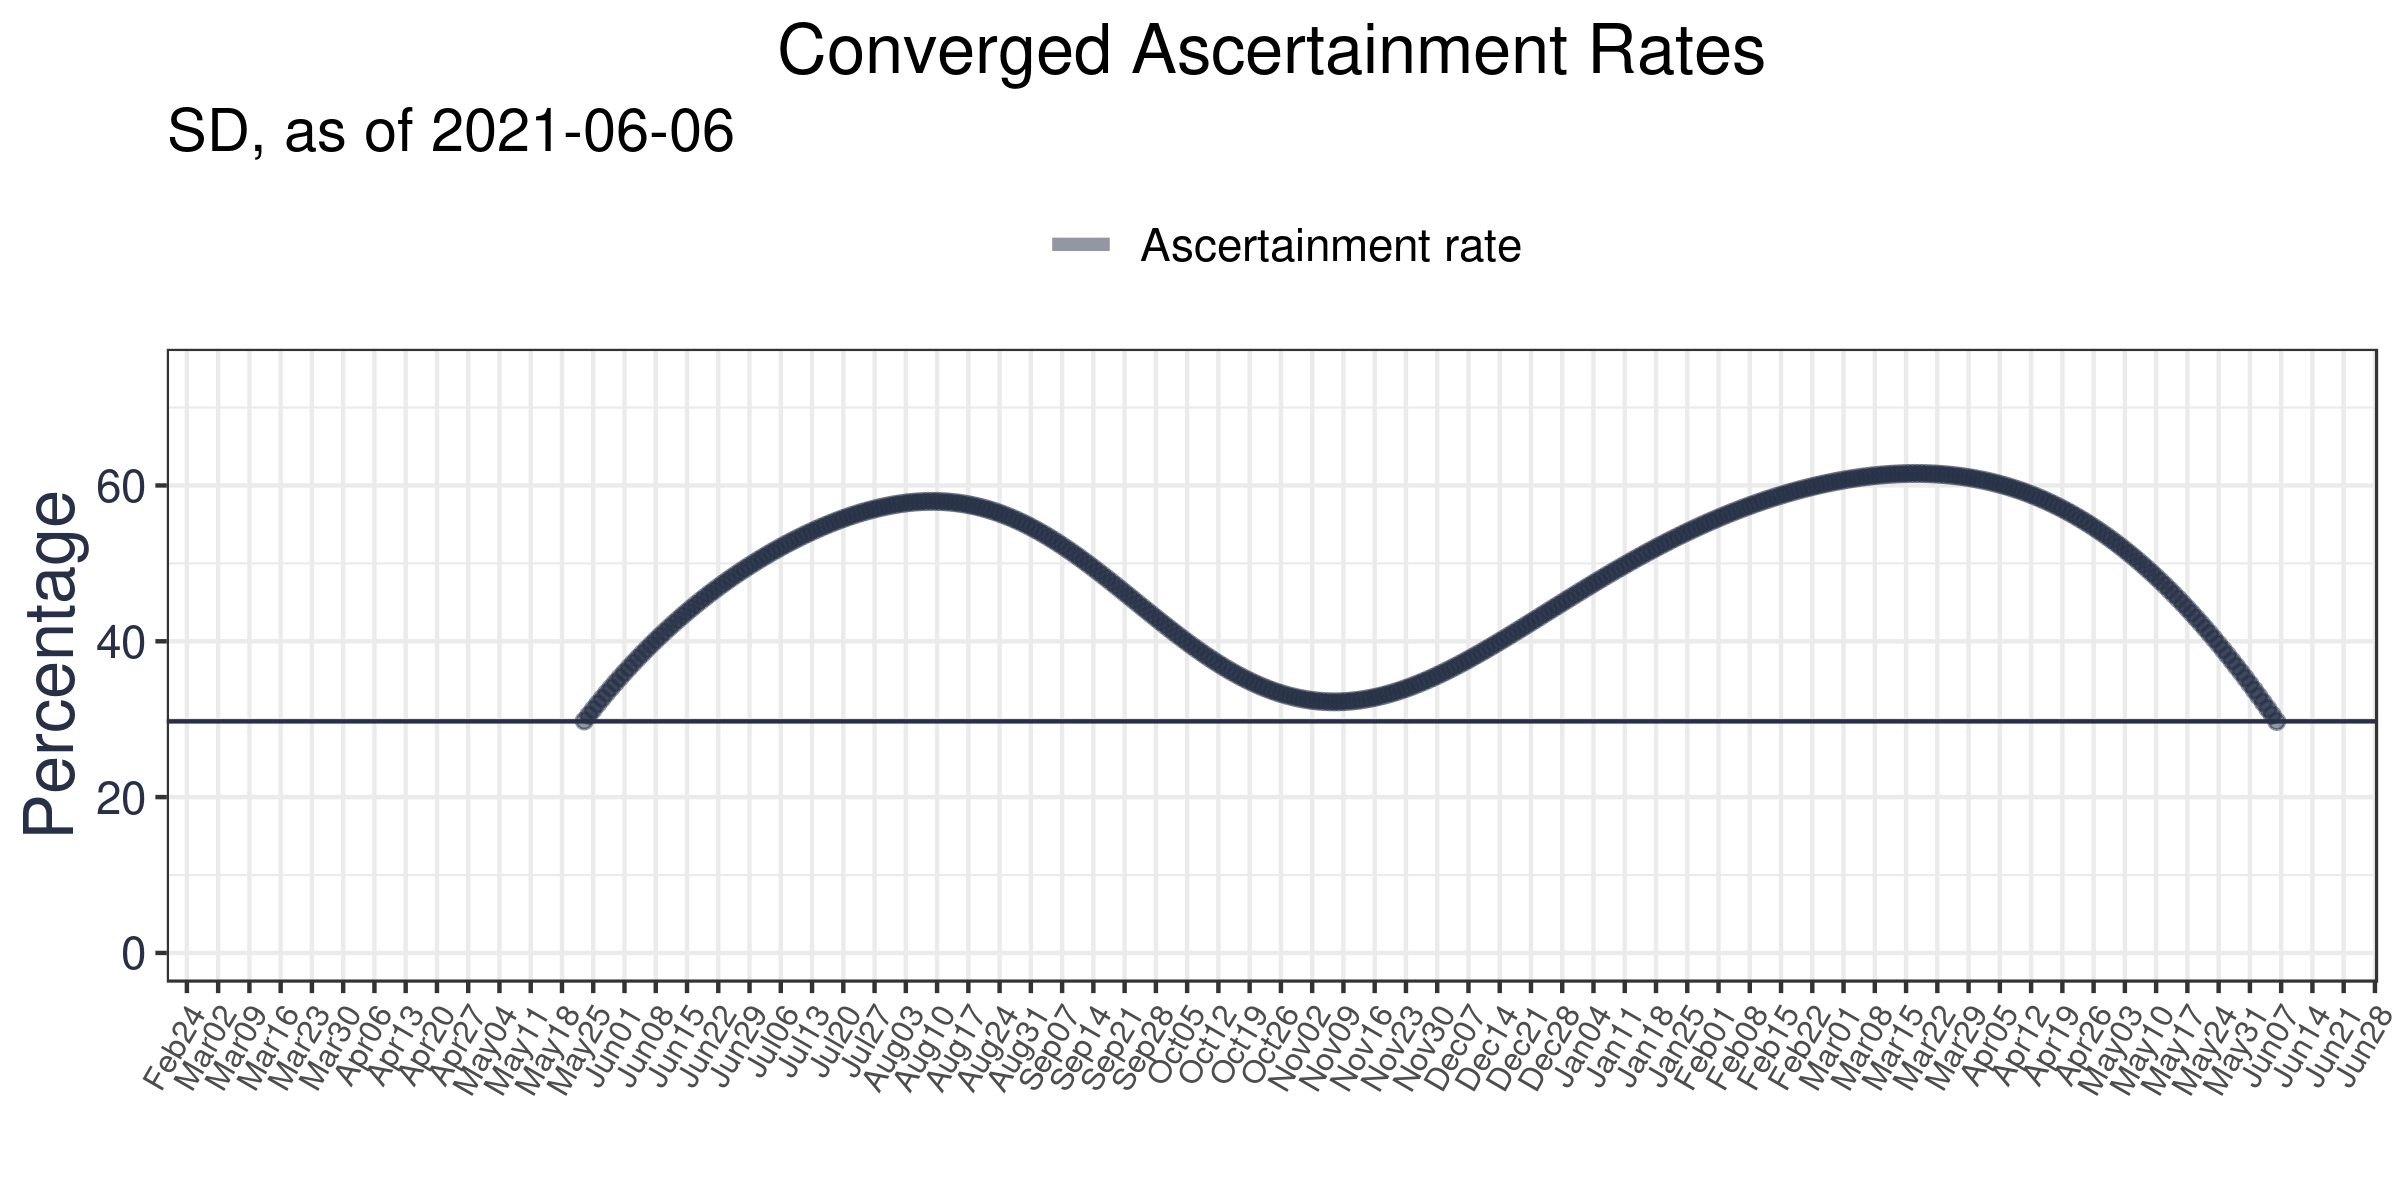 Converged Ascertainment Rates
SD, as of 2021-06-06
Ascertainment rate
Percentage
60
40
20
0
Feb24 Mar02 Mar09 Mar16 Mar23 Mar30 Apr06 Apr13 Apr20 Apr27 May04 May11 May18 May25 Jun01 Jun08 Jun15 Jun22 Jun29 Jul06 Jul13 Jul20 Jul27 Aug03 Aug10 Aug17 Aug24 Aug31 Sep07 Sep14 Sep21 Sep28 Oct05 Oct12 Oct19 Oct26 Nov02 Nov09 Nov16 Nov23 Nov30 Dec07 Dec14 Dec21 Dec28 Jan04 Jan11 Jan18 Jan25 Feb01 Feb08 Feb15 Feb22 Mar01 Mar08 Mar15 Mar22 Mar29 Apr05 Apr12 Apr19 Apr26 May03 May10 May17 May24 May31 Jun07 Jun14 Jun21 Jun28